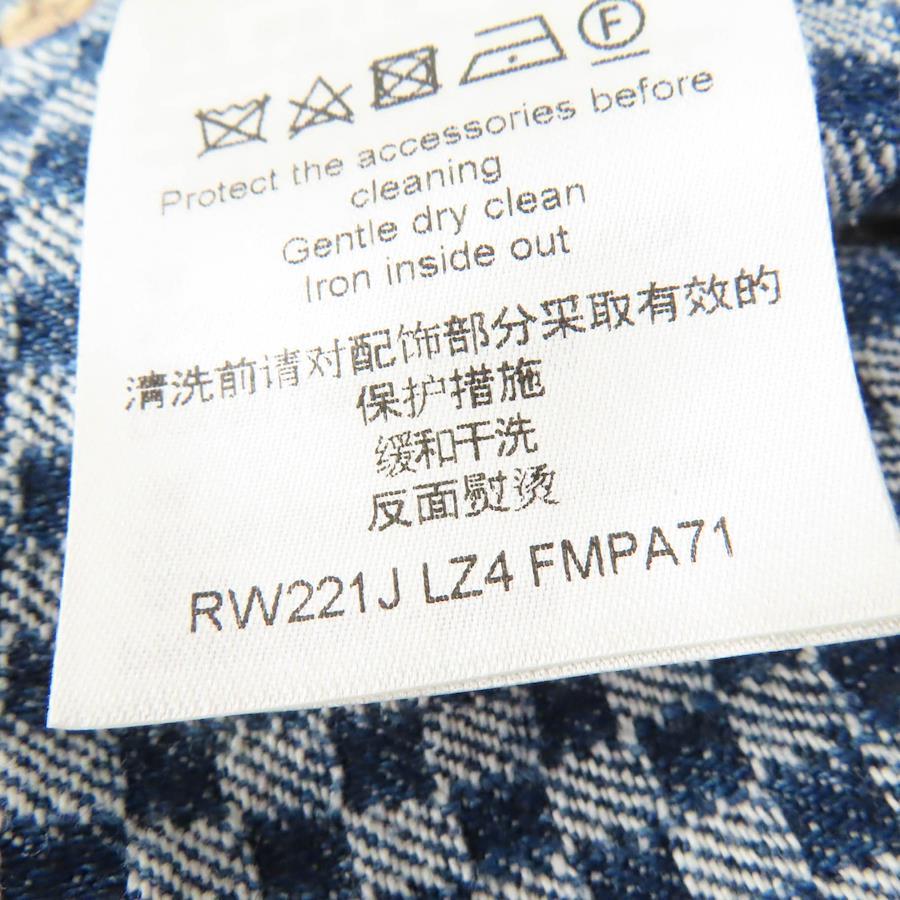 F
Protect the accessories before
cleaning
Gentle dry clean
Iron inside out
清洗前请对配饰部分采取有效的
保护措施
缓和干洗
反面熨烫
RW221J LZ4 FMPA71